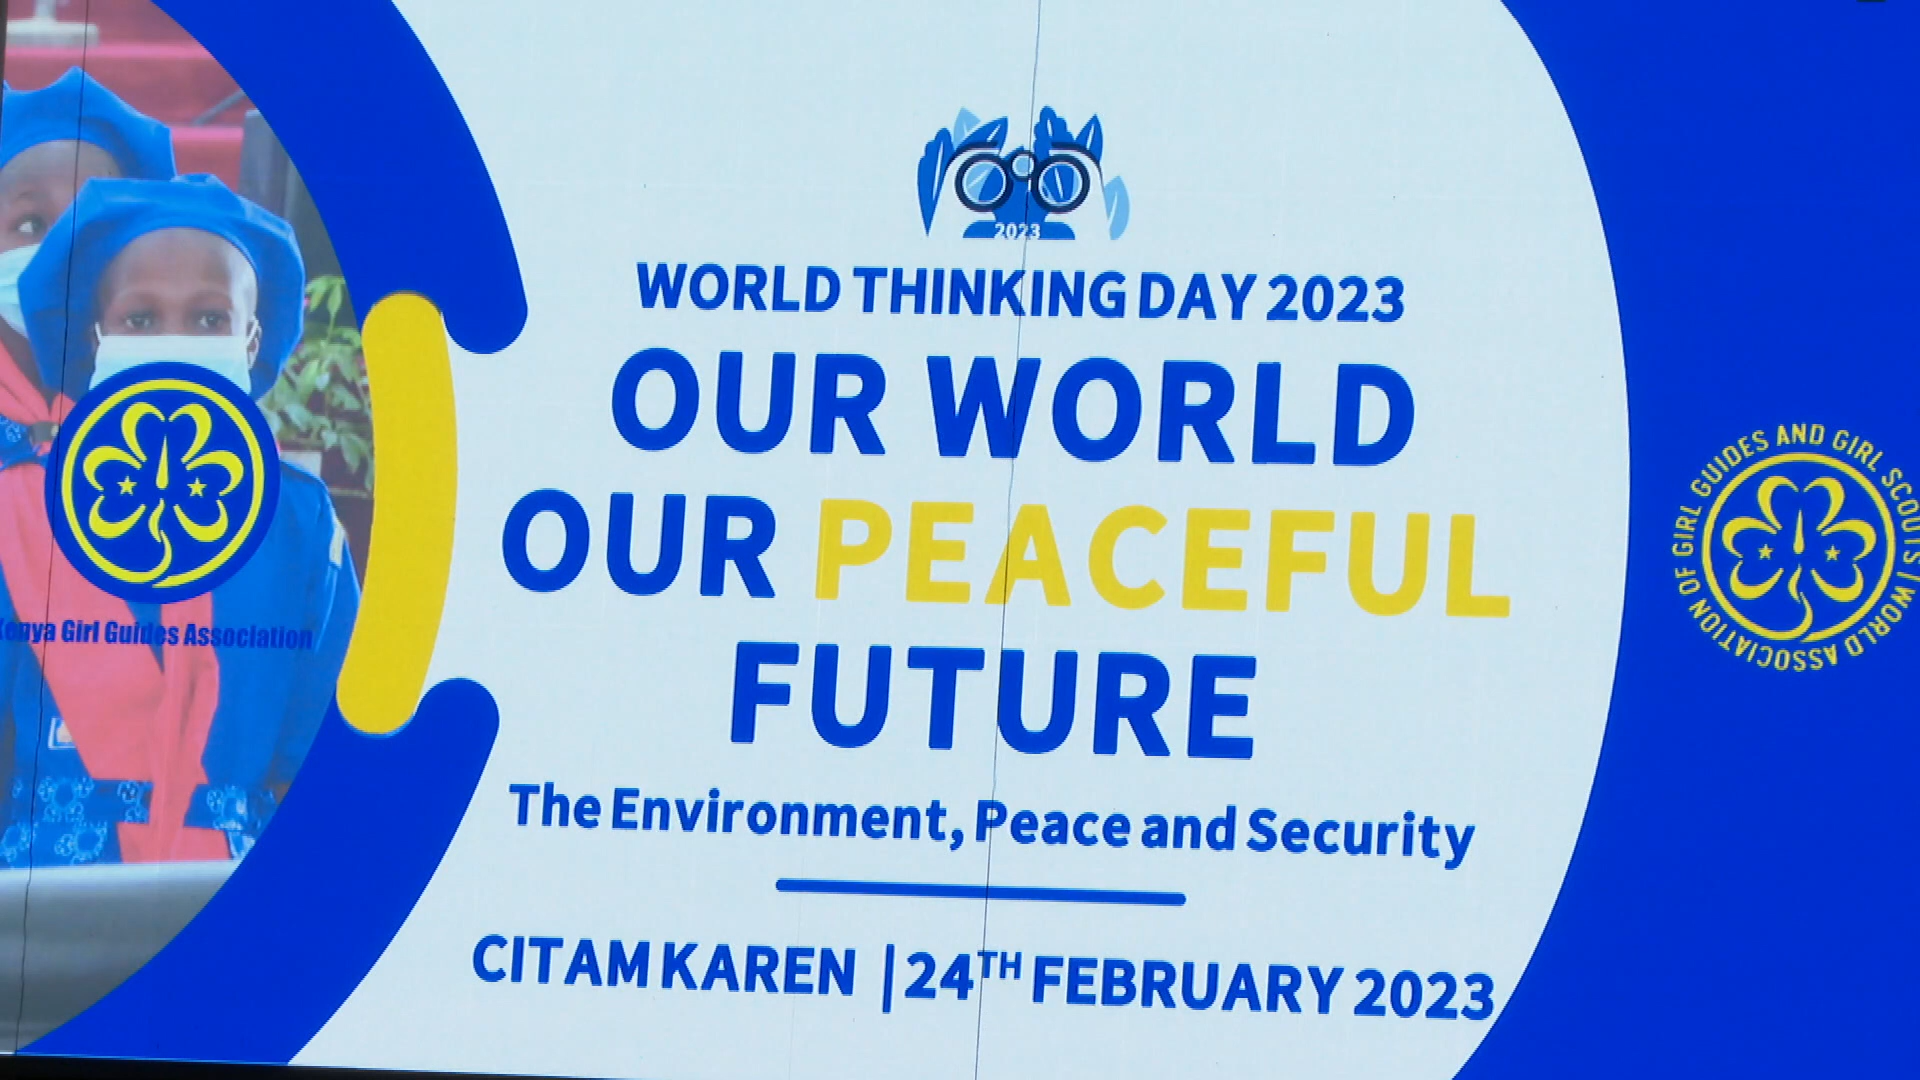 2023
WORLD THINKING DAY 2023
OUR WORLD
OUR PEACEFUL
FUTURE
The Environment, Peace and Security
CITAM KAREN | 24TH FEBRUARY 2023
Kenya Girl Guides Association
WORLD ASSOCIATION OF GIRL GUIDES AND GIRL SCOUTS |